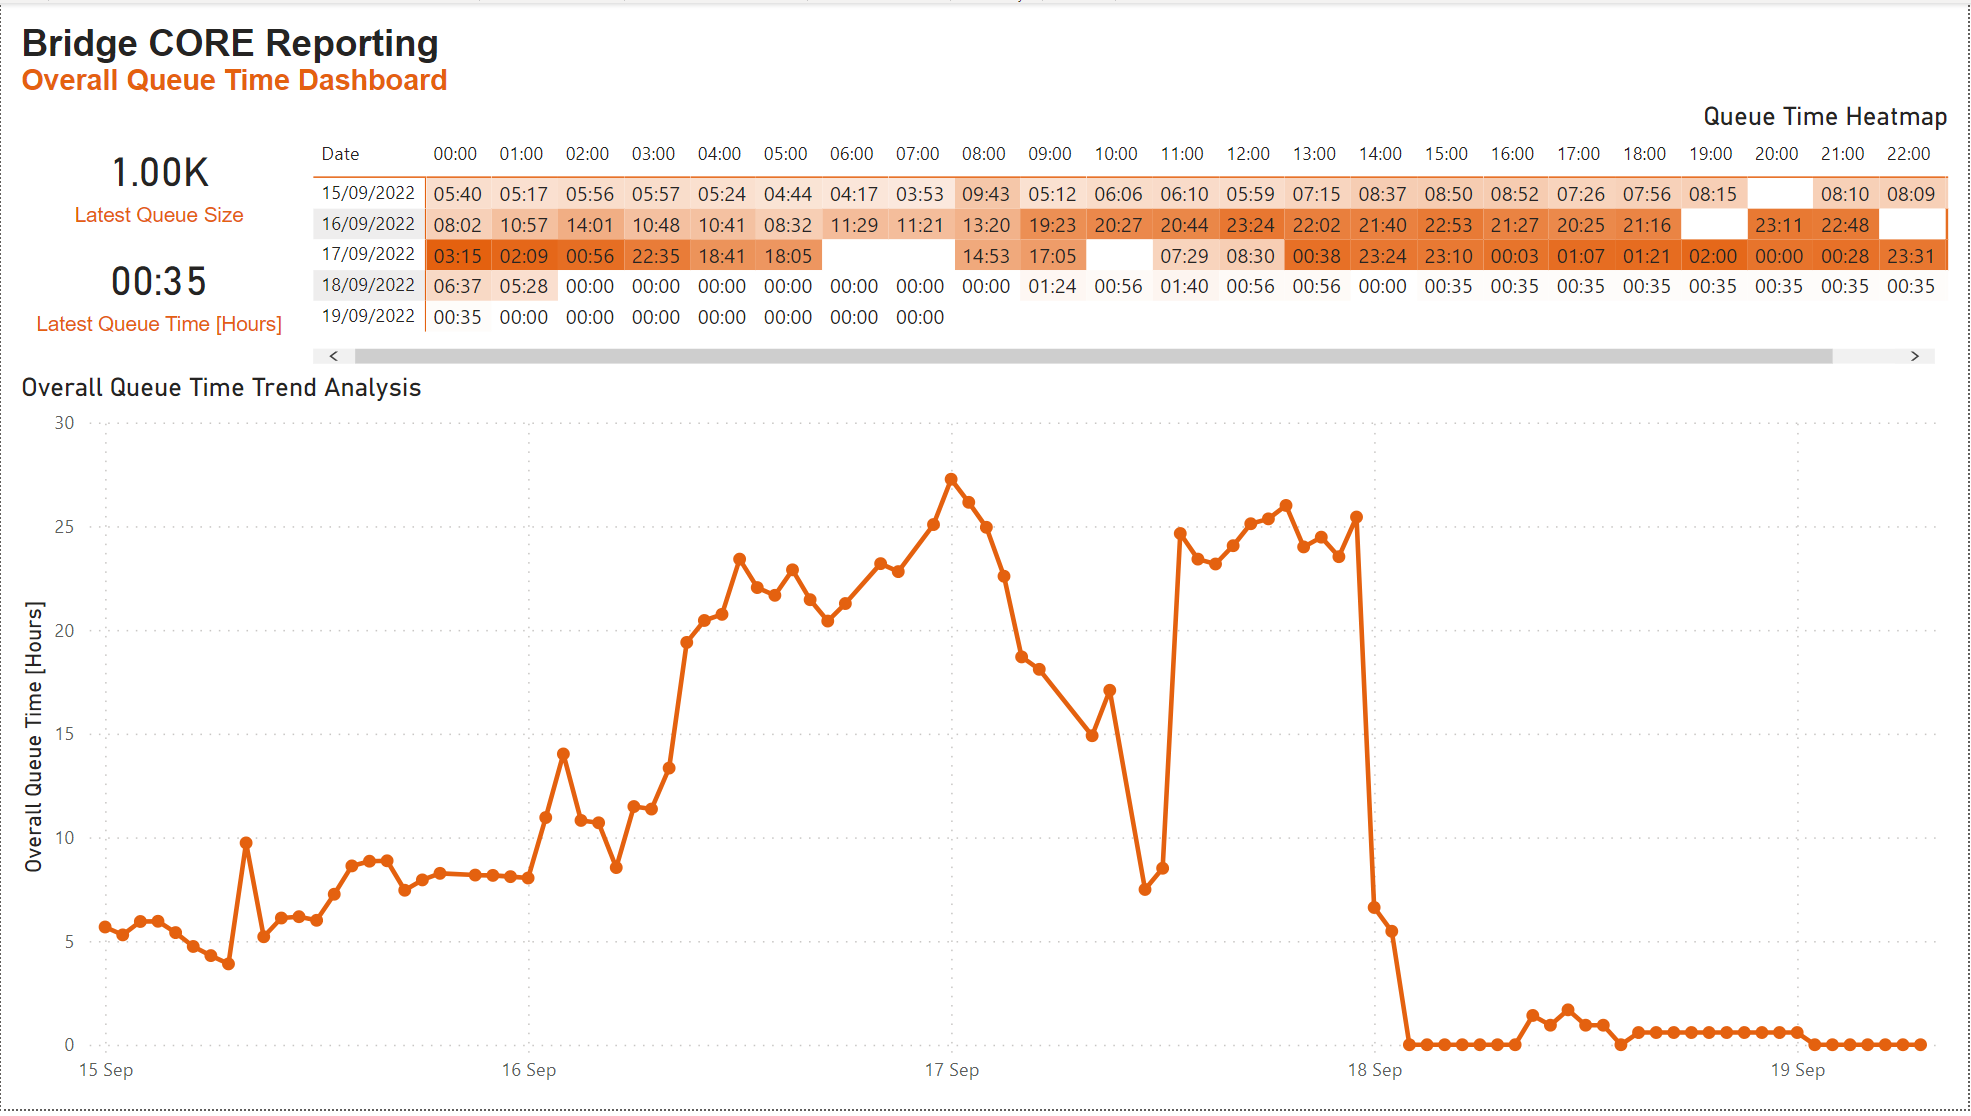 Bridge CORE Reporting
Overall Queue Time Dashboard
Queue Time Heatmap
1.00K
Latest Queue Size
00:35
Latest Queue Time [Hours]
Date 00:00 01:00 02:00 03:00 04:00 05:00 06:00 07:00 08:00 09:00 10:00 11:00 12:00 13:00 14:00 15:00 16:00 17:00 18:00 19:00 20:00 21:00 22:00
15/09/2022 05:40 05:17 05:56 05:57 05:24 04:44 04:17 03:53 09:43 05:12 06:06 06:10 05:59 07:15 08:37 08:50 08:52 07:26 07:56 08:15 08:10 08:09
16/09/2022 08:02 10:57 14:01 10:48 10:41 08:32 11:29 11:21 13:20 19:23 20:27 20:44 23:24 22:02 21:40 22:53 21:27 20:25 21:16 23:11 22:48
17/09/2022 03:15 02:09 00:56 22:35 18:41 18:05 14:53 17:05 07:29 08:30 00:38 23:24 23:10 00:03 01:07 01:21 02:00 00:00 00:28 23:31
18/09/2022 06:37 05:28 00:00 00:00 00:00 00:00 00:00 00:00 00:00 01:24 00:56 01:40 00:56 00:56 00:00 00:35 00:35 00:35 00:35 00:35 00:35 00:35 00:35
19/09/2022 00:35 00:00 00:00 00:00 00:00 00:00 00:00 00:00
Overall Queue Time Trend Analysis
Overall Queue Time [Hours]
30
25
20
15
10
5
0
15 Sep 16 Sep 17 Sep 18 Sep 19 Sep